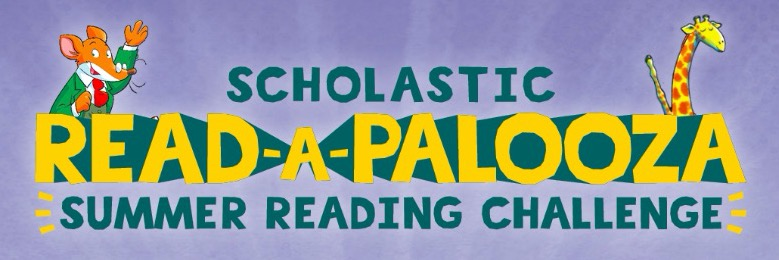 SCHOLASTIC
READ-A-PALOOZA
SUMMER READING CHALLENGE